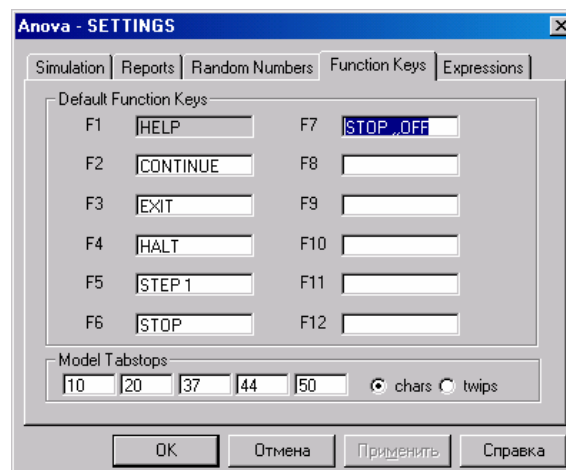 Anova - SETTINGS
Simulation Reports Random Numbers Function Keys Expressions
Default Function Keys
F1 HELP F7 STOP ,,OFF
F2 CONTINUE F8
F3 EXIT F9
F4 HALT F10
F5 STEP 1 F11
F6 STOP F12
Model Tabstops
10 20 37 44 50 chars twips
OK Отмена Применить Справка